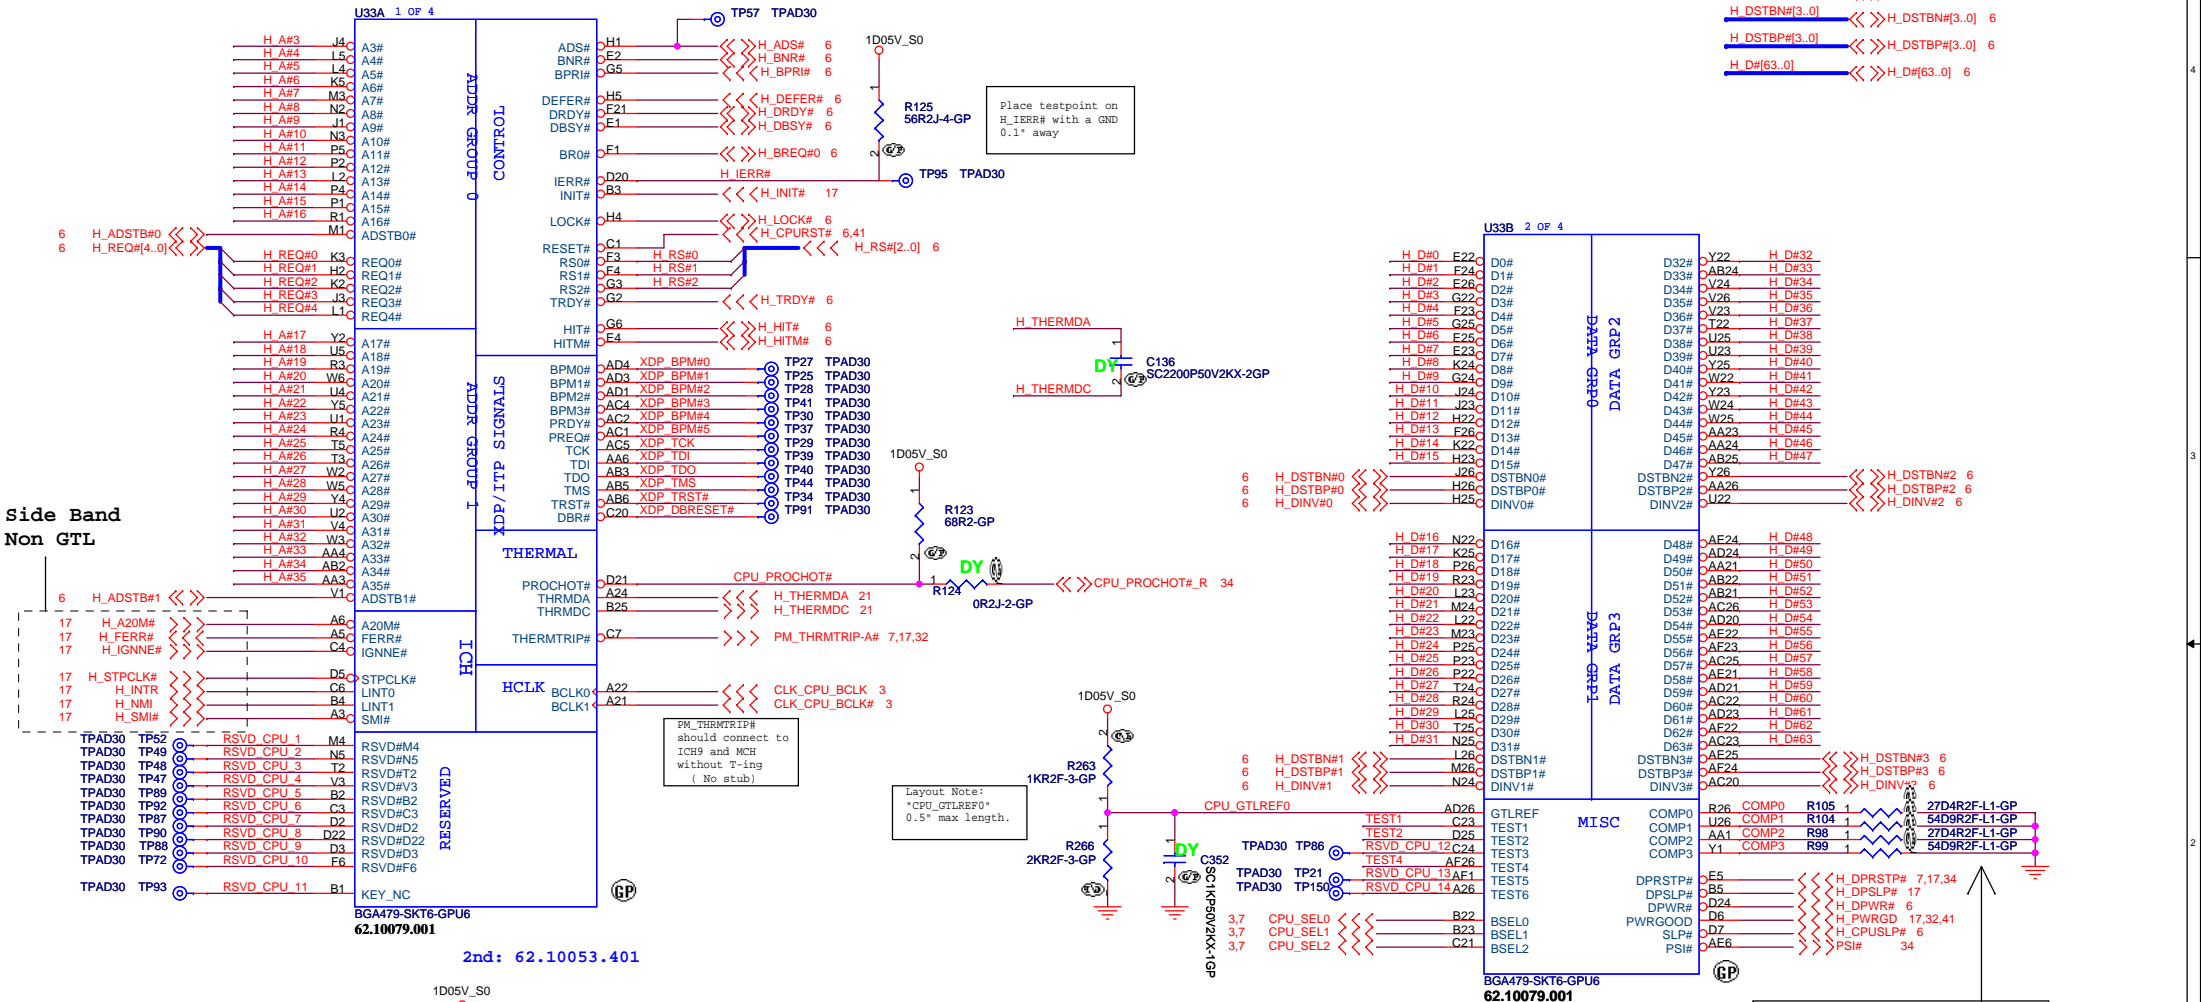 U33A 1 OF 4
ADDR GROUP 0
CONTROL
H_A#3 J4 A3#
H_A#4 L5 A4#
H_A#5 L4 A5#
H_A#6 K5 A6#
H_A#7 M3 A7#
H_A#8 N2 A8#
H_A#9 J1 A9#
H_A#10 N3 A10#
H_A#11 P5 A11#
H_A#12 P2 A12#
H_A#13 L2 A13#
H_A#14 P4 A14#
H_A#15 P1 A15#
H_A#16 R1 A16#
6 H_ADSTB#0 M1 ADSTB0#
6 H_REQ#[4..0]
H_REQ#0 K3 REQ0#
H_REQ#1 H2 REQ1#
H_REQ#2 K2 REQ2#
H_REQ#3 J3 REQ3#
H_REQ#4 L1 REQ4#
ADDR GROUP 1
H_A#17 Y2 A17#
H_A#18 U5 A18#
H_A#19 R3 A19#
H_A#20 W6 A20#
H_A#21 U4 A21#
H_A#22 Y5 A22#
H_A#23 U1 A23#
H_A#24 R4 A24#
H_A#25 T5 A25#
H_A#26 T3 A26#
H_A#27 W2 A27#
H_A#28 W5 A28#
H_A#29 Y4 A29#
H_A#30 U2 A30#
H_A#31 V4 A31#
H_A#32 W3 A32#
H_A#33 AA4 A33#
H_A#34 AB2 A34#
H_A#35 AA3 A35#
6 H_ADSTB#1 V1 ADSTB1#
Side Band
Non GTL
ICH
17 H_A20M# A6 A20M#
17 H_FERR# A5 FERR#
17 H_IGNNE# C4 IGNNE#
17 H_STPCLK# D5 STPCLK#
17 H_INTR C6 LINT0
17 H_NMI B4 LINT1
17 H_SMI# A3 SMI#
RESERVED
TPAD30 TP52 RSVD_CPU_1 M4 RSVD#M4
TPAD30 TP49 RSVD_CPU_2 N5 RSVD#N5
TPAD30 TP48 RSVD_CPU_3 T2 RSVD#T2
TPAD30 TP47 RSVD_CPU_4 V3 RSVD#V3
TPAD30 TP89 RSVD_CPU_5 B2 RSVD#B2
TPAD30 TP92 RSVD_CPU_6 C3 RSVD#C3
TPAD30 TP87 RSVD_CPU_7 D2 RSVD#D2
TPAD30 TP90 RSVD_CPU_8 D22 RSVD#D22
TPAD30 TP88 RSVD_CPU_9 D3 RSVD#D3
TPAD30 TP72 RSVD_CPU_10 F6 RSVD#F6
TPAD30 TP93 RSVD_CPU_11 B1 KEY_NC
GP
BGA479-SKT6-GPU6
62.10079.001
2nd: 62.10053.401
1D05V_S0
TP57 TPAD30
ADS# H1 H_ADS# 6
BNR# E2 H_BNR# 6
BPRI# G5 H_BPRI# 6
DEFER# H5 H_DEFER# 6
DRDY# F21 H_DRDY# 6
DBSY# E1 H_DBSY# 6
BR0# F1 H_BREQ#0 6
IERR# D20 H_IERR# TP95 TPAD30
INIT# B3 H_INIT# 17
LOCK# H4 H_LOCK# 6
RESET# C1 H_CPURST# 6,41
RS0# F3 H_RS#0 H_RS#[2..0] 6
RS1# F4 H_RS#1
RS2# G3 H_RS#2
TRDY# G2 H_TRDY# 6
HIT# G6 H_HIT# 6
HITM# E4 H_HITM# 6
XDP/ITP SIGNALS
BPM0# AD4 XDP_BPM#0 TP27 TPAD30
BPM1# AD3 XDP_BPM#1 TP25 TPAD30
BPM2# AD1 XDP_BPM#2 TP28 TPAD30
BPM3# AC4 XDP_BPM#3 TP41 TPAD30
PRDY# AC2 XDP_BPM#4 TP30 TPAD30
PREQ# AC1 XDP_BPM#5 TP37 TPAD30
TCK AC5 XDP_TCK TP29 TPAD30
TDI AA6 XDP_TDI TP39 TPAD30
TDO AB3 XDP_TDO TP40 TPAD30
TMS AB5 XDP_TMS TP44 TPAD30
TRST# AB6 XDP_TRST# TP34 TPAD30
DBR# C20 XDP_DBRESET# TP91 TPAD30
THERMAL
PROCHOT# D21 CPU_PROCHOT# 1 R124 DY 0R2J-2-GP CPU_PROCHOT#_R 34
THRMDA A24 H_THERMDA 21
THRMDC B25 H_THERMDC 21
THERMTRIP# C7 PM_THRMTRIP-A# 7,17,32
HCLK
BCLK0 A22 CLK_CPU_BCLK 3
BCLK1 A21 CLK_CPU_BCLK# 3
1D05V_S0
1
R125
56R2J-4-GP
2
Place testpoint on
H_IERR# with a GND
0.1" away
1D05V_S0
1
R123
68R2-GP
2
H_THERMDA
1
DY C136
SC2200P50V2KX-2GP
2
H_THERMDC
PM_THRMTRIP#
should connect to
ICH9 and MCH
without T-ing
( No stub)
Layout Note:
"CPU_GTLREF0"
0.5" max length.
1D05V_S0
2
R263
1KR2F-3-GP
1
1
R266
2KR2F-3-GP
DY C352
SC1KP50V2KX-1GP
H_DSTBN#[3..0] H_DSTBN#[3..0] 6
H_DSTBP#[3..0] H_DSTBP#[3..0] 6
H_D#[63..0] H_D#[63..0] 6
4
3
2
U33B 2 OF 4
DATA GRP0
DATA GRP2
H_D#0 E22 D0# D32# Y22 H_D#32
H_D#1 F24 D1# D33# AB24 H_D#33
H_D#2 E26 D2# D34# V24 H_D#34
H_D#3 G22 D3# D35# V26 H_D#35
H_D#4 F23 D4# D36# V23 H_D#36
H_D#5 G25 D5# D37# T22 H_D#37
H_D#6 E25 D6# D38# U25 H_D#38
H_D#7 E23 D7# D39# U23 H_D#39
H_D#8 K24 D8# D40# Y25 H_D#40
H_D#9 G24 D9# D41# W22 H_D#41
H_D#10 J24 D10# D42# Y23 H_D#42
H_D#11 J23 D11# D43# W24 H_D#43
H_D#12 H22 D12# D44# W25 H_D#44
H_D#13 F26 D13# D45# AA23 H_D#45
H_D#14 K22 D14# D46# AA24 H_D#46
H_D#15 H23 D15# D47# AB25 H_D#47
6 H_DSTBN#0 J26 DSTBN0# DSTBN2# Y26 H_DSTBN#2 6
6 H_DSTBP#0 H26 DSTBP0# DSTBP2# AA26 H_DSTBP#2 6
6 H_DINV#0 H25 DINV0# DINV2# U22 H_DINV#2 6
DATA GRP1
DATA GRP3
H_D#16 N22 D16# D48# AE24 H_D#48
H_D#17 K25 D17# D49# AD24 H_D#49
H_D#18 P26 D18# D50# AA21 H_D#50
H_D#19 R23 D19# D51# AB22 H_D#51
H_D#20 L23 D20# D52# AB21 H_D#52
H_D#21 M24 D21# D53# AC26 H_D#53
H_D#22 L22 D22# D54# AD20 H_D#54
H_D#23 M23 D23# D55# AE22 H_D#55
H_D#24 P25 D24# D56# AF23 H_D#56
H_D#25 P23 D25# D57# AC25 H_D#57
H_D#26 P22 D26# D58# AE21 H_D#58
H_D#27 T24 D27# D59# AD21 H_D#59
H_D#28 R24 D28# D60# AC22 H_D#60
H_D#29 L25 D29# D61# AD23 H_D#61
H_D#30 T25 D30# D62# AF22 H_D#62
H_D#31 N25 D31# D63# AC23 H_D#63
6 H_DSTBN#1 L26 DSTBN1# DSTBN3# AE25 H_DSTBN#3 6
6 H_DSTBP#1 M26 DSTBP1# DSTBP3# AF24 H_DSTBP#3 6
6 H_DINV#1 N24 DINV1# DINV3# AC20 H_DINV#3 6
MISC
CPU_GTLREF0 AD26 GTLREF COMP0 R26 COMP0 R105 1 27D4R2F-L1-GP
TEST1 C23 TEST1 COMP1 U26 COMP1 R104 1 54D9R2F-L1-GP
TEST2 D25 TEST2 COMP2 AA1 COMP2 R98 1 27D4R2F-L1-GP
TPAD30 TP86 RSVD_CPU_12 C24 TEST3 COMP3 Y1 COMP3 R99 1 54D9R2F-L1-GP
TEST4 AF26 TEST4
TPAD30 TP21 RSVD_CPU_13 AF1 TEST5 DPRSTP# E5 H_DPRSTP# 7,17,34
TPAD30 TP150 RSVD_CPU_14 A26 TEST6 DPSLP# B5 H_DPSLP# 17
DPWR# D24 H_DPWR# 6
3,7 CPU_SEL0 B22 BSEL0 PWRGOOD D6 H_PWRGD 17,32,41
3,7 CPU_SEL1 B23 BSEL1 SLP# D7 H_CPUSLP# 6
3,7 CPU_SEL2 C21 BSEL2 PSI# AE6 PSI# 34
GP
BGA479-SKT6-GPU6
62.10079.001